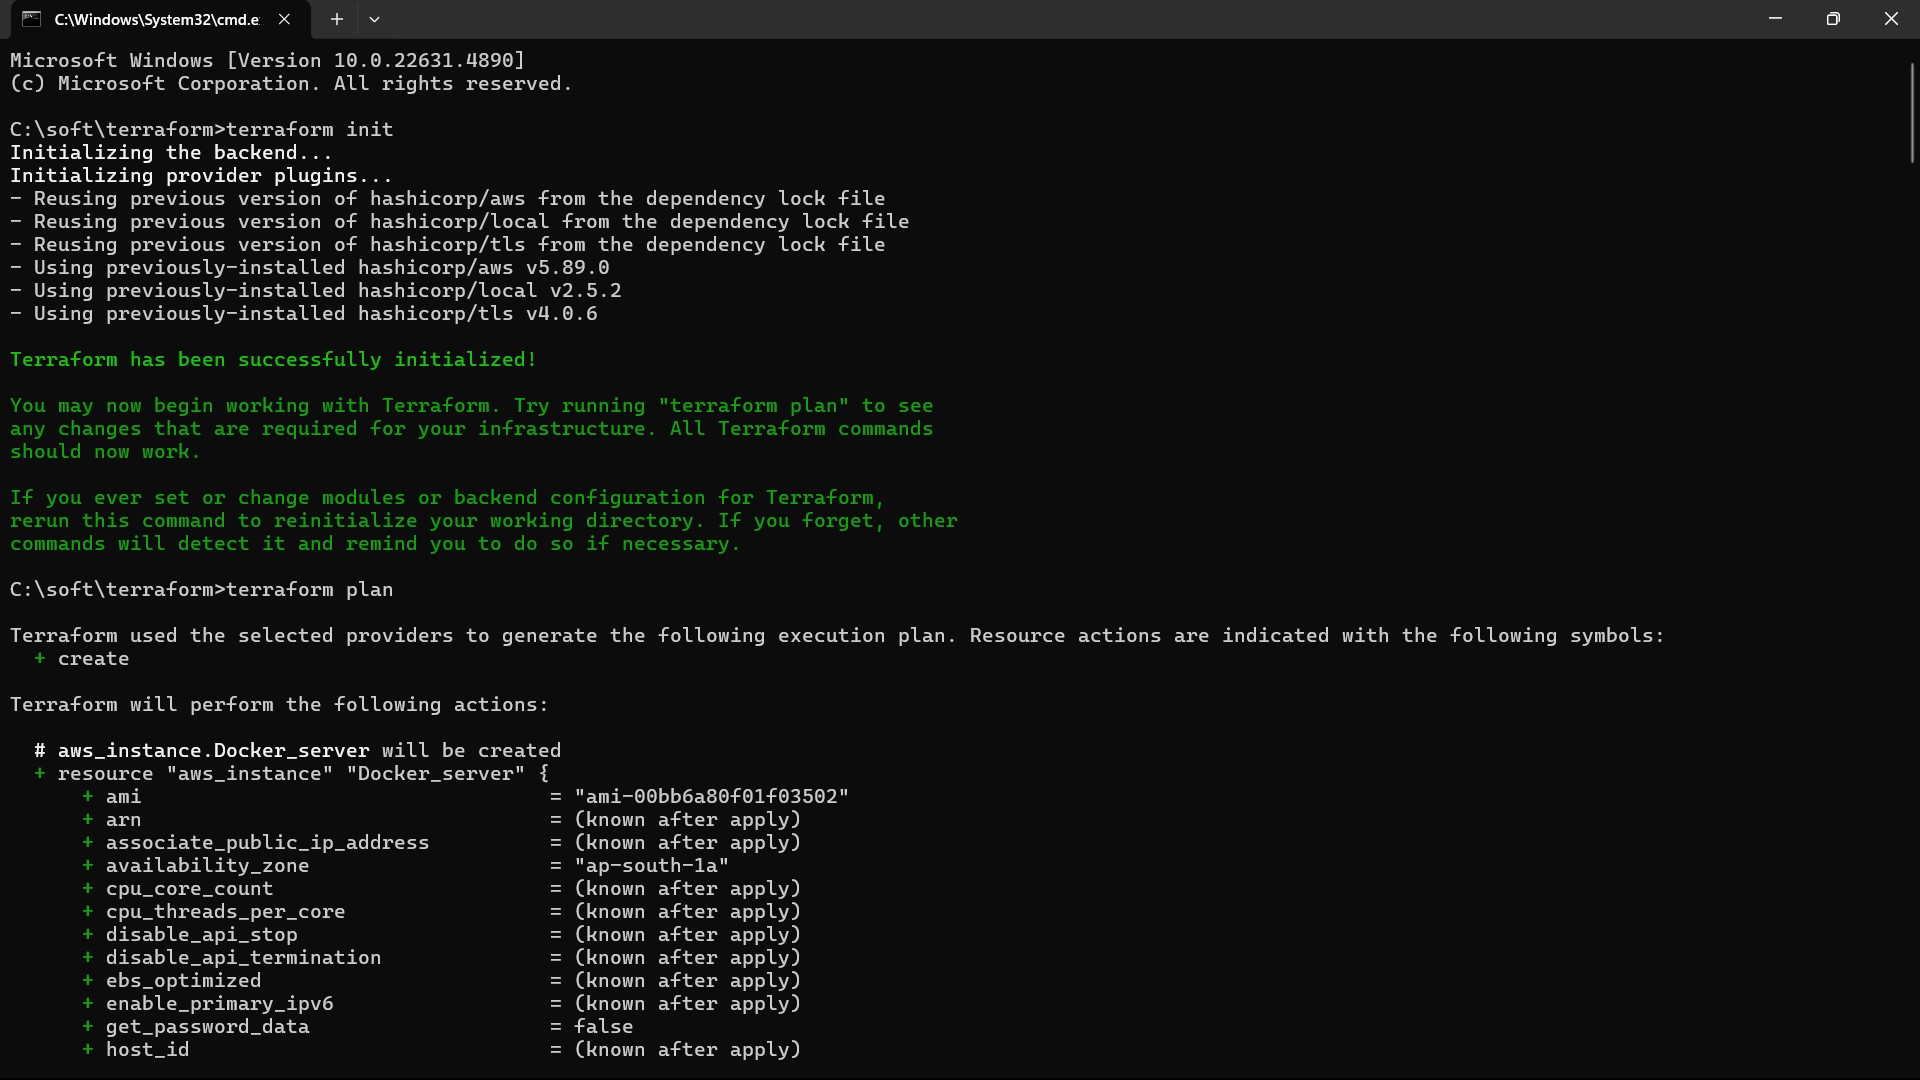 C:\Windows\System32\cmd.e
Microsoft Windows [Version 10.0.22631.4890]
(c) Microsoft Corporation. All rights reserved.
C:\soft\terraform>terraform init
Initializing the backend...
Initializing provider plugins...
- Reusing previous version of hashicorp/aws from the dependency lock file
- Reusing previous version of hashicorp/local from the dependency lock file
- Reusing previous version of hashicorp/tls from the dependency lock file
- Using previously-installed hashicorp/aws v5.89.0
- Using previously-installed hashicorp/local v2.5.2
- Using previously-installed hashicorp/tls v4.0.6
Terraform has been successfully initialized!
You may now begin working with Terraform. Try running "terraform plan" to see
any changes that are required for your infrastructure. All Terraform commands
should now work.
If you ever set or change modules or backend configuration for Terraform,
rerun this command to reinitialize your working directory. If you forget, other
commands will detect it and remind you to do so if necessary.
C:\soft\terraform>terraform plan
Terraform used the selected providers to generate the following execution plan. Resource actions are indicated with the following symbols:
  + create
Terraform will perform the following actions:
  # aws_instance.Docker_server will be created
  + resource "aws_instance" "Docker_server" {
      + ami                                  = "ami-00bb6a80f01f03502"
      + arn                                  = (known after apply)
      + associate_public_ip_address          = (known after apply)
      + availability_zone                    = "ap-south-1a"
      + cpu_core_count                       = (known after apply)
      + cpu_threads_per_core                 = (known after apply)
      + disable_api_stop                     = (known after apply)
      + disable_api_termination              = (known after apply)
      + ebs_optimized                        = (known after apply)
      + enable_primary_ipv6                  = (known after apply)
      + get_password_data                    = false
      + host_id                              = (known after apply)